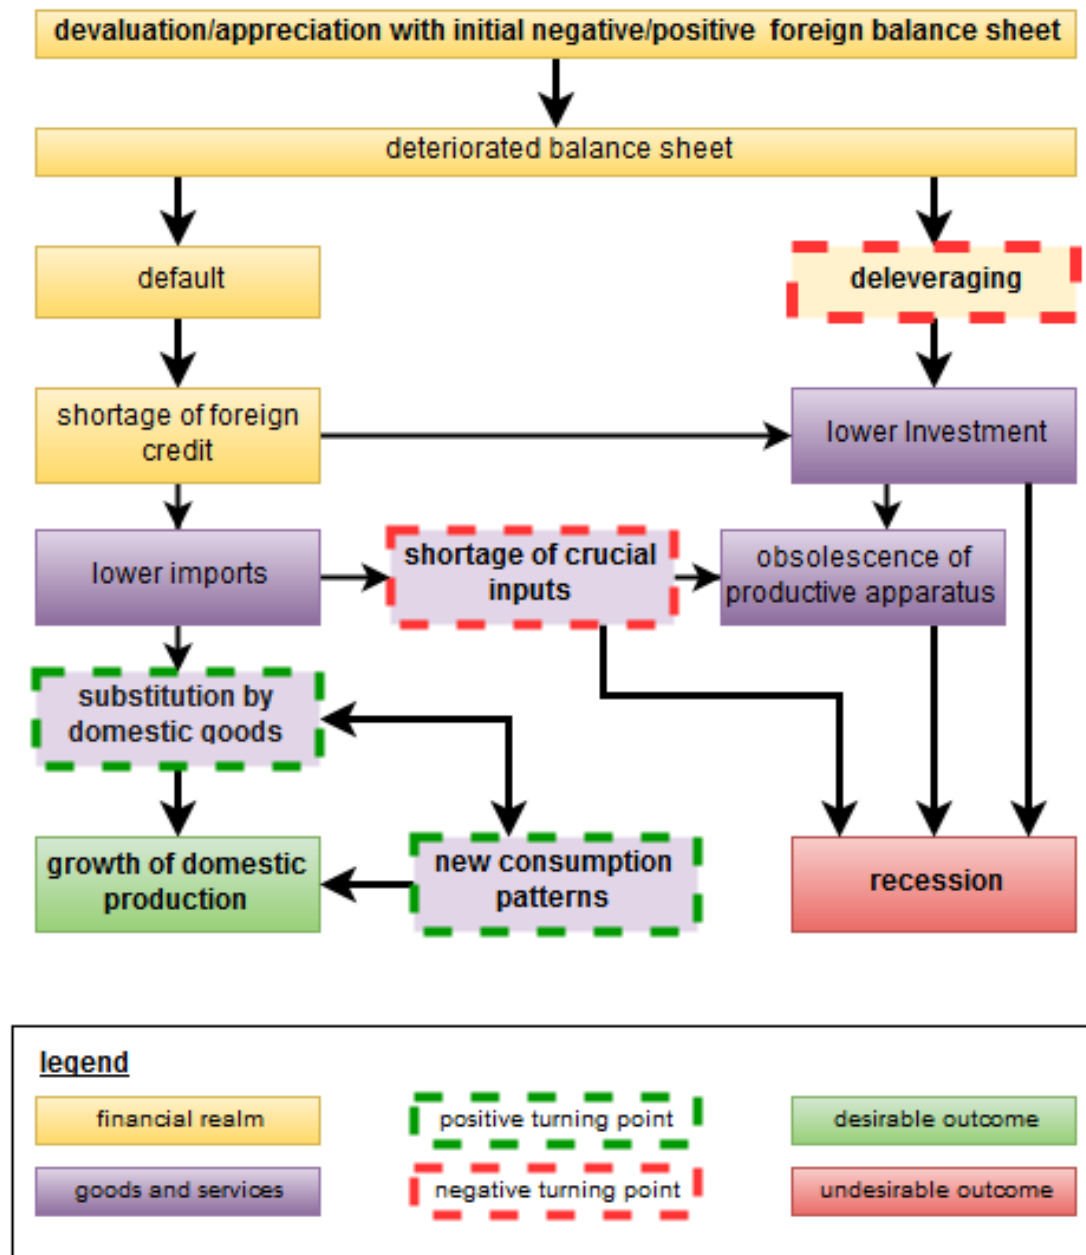 devaluation/appreciation with initial negative/positive foreign balance sheet
deteriorated balance sheet
default
deleveraging
shortage of foreign
credit
lower Investment
lower imports
shortage of crucial
inputs
obsolescence of
productive apparatus
substitution by
domestic goods
growth of domestic
production
new consumption
patterns
recession
legend
financial realm
positive turning point
desirable outcome
goods and services
negative turning point
undesirable outcome